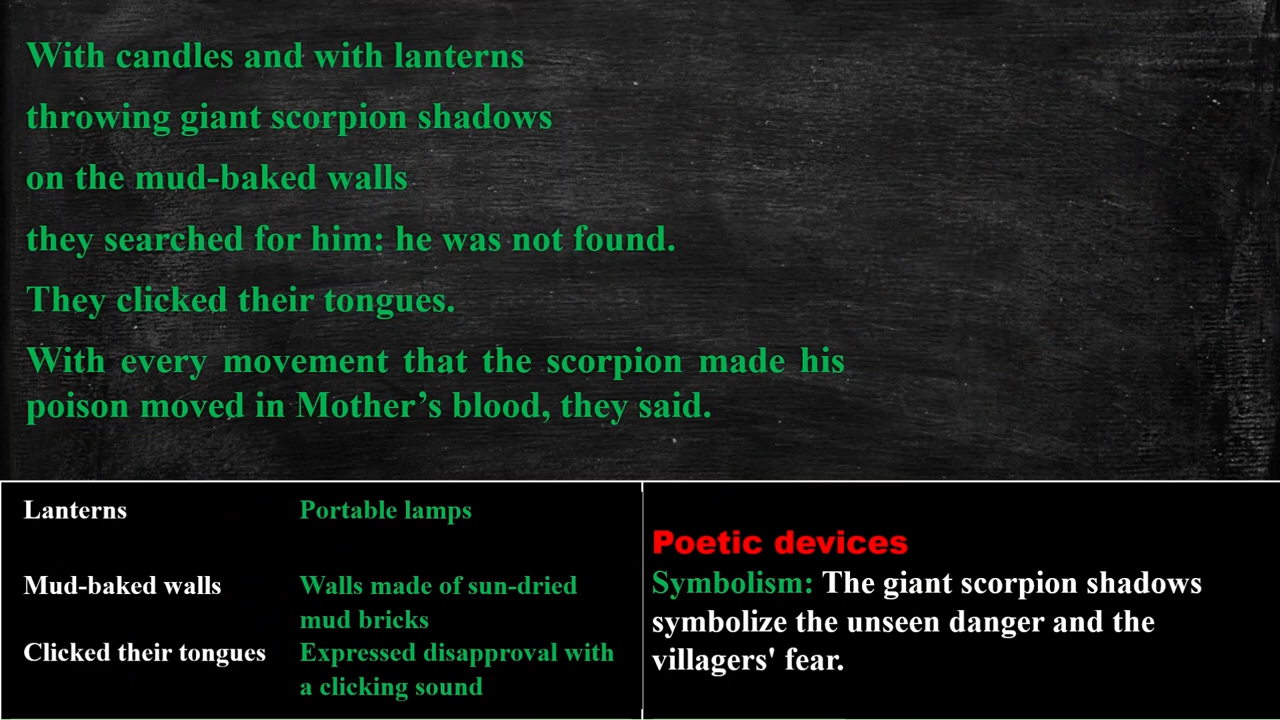 With candles and with lanterns
throwing giant scorpion shadows
on the mud-baked walls
they searched for him: he was not found.
They clicked their tongues.
With every movement that the scorpion made his
poison moved in Mother’s blood, they said.
Lanterns Portable lamps
Mud-baked walls Walls made of sun-dried
mud bricks
Clicked their tongues Expressed disapproval with
a clicking sound
Poetic devices
Symbolism: The giant scorpion shadows
symbolize the unseen danger and the
villagers' fear.